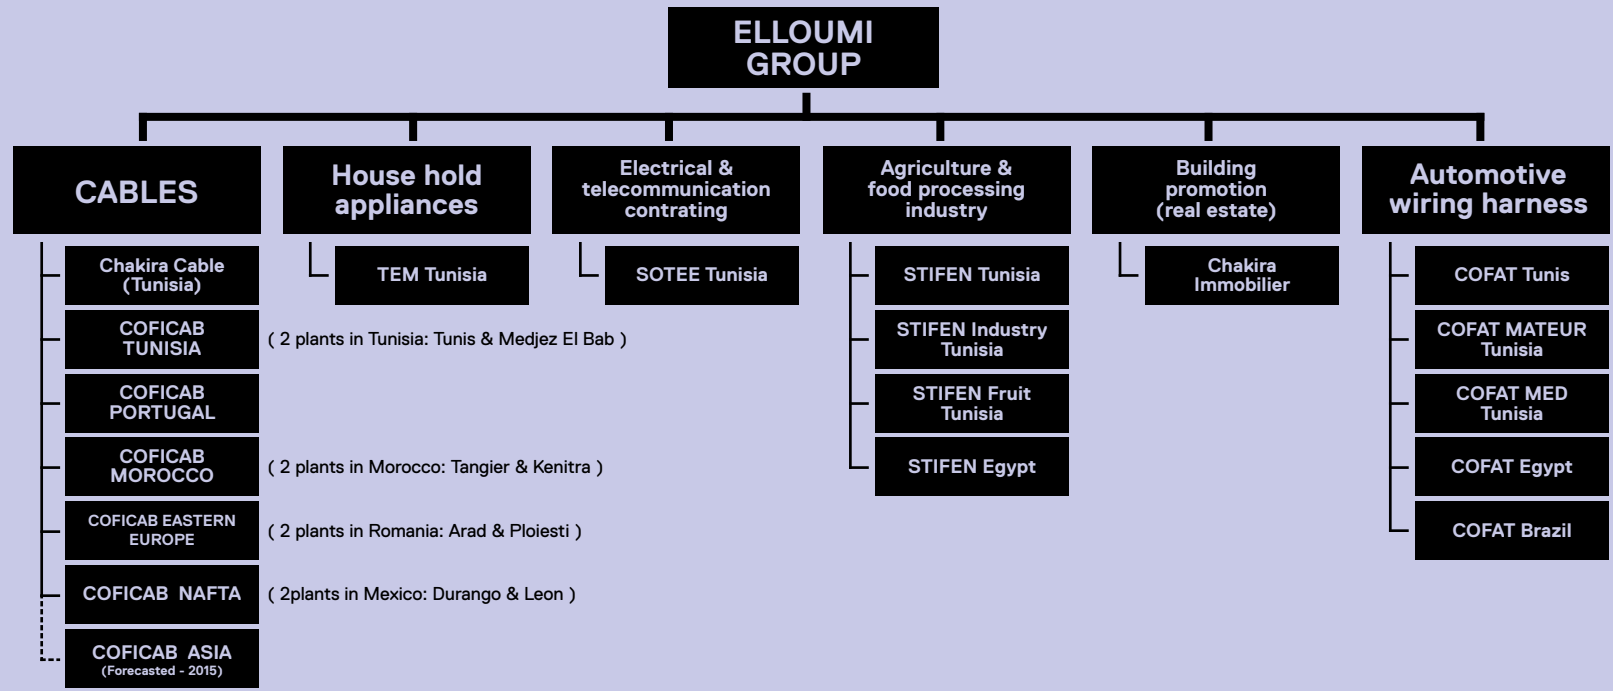 ELLOUMI
GROUP
CABLES
House hold
appliances
Electrical &
telecommunication
contrating
Agriculture &
food processing
industry
Building
promotion
(real estate)
Automotive
wiring harness
Chakira Cable
(Tunisia)
COFICAB
TUNISIA
( 2 plants in Tunisia: Tunis & Medjez El Bab )
COFICAB
PORTUGAL
COFICAB
MOROCCO
( 2 plants in Morocco: Tangier & Kenitra )
COFICAB EASTERN
EUROPE
( 2 plants in Romania: Arad & Ploiesti )
COFICAB NAFTA
( 2plants in Mexico: Durango & Leon )
COFICAB ASIA
(Forecasted - 2015)
TEM Tunisia
SOTEE Tunisia
STIFEN Tunisia
STIFEN Industry
Tunisia
STIFEN Fruit
Tunisia
STIFEN Egypt
Chakira
Immobilier
COFAT Tunis
COFAT MATEUR
Tunisia
COFAT MED
Tunisia
COFAT Egypt
COFAT Brazil